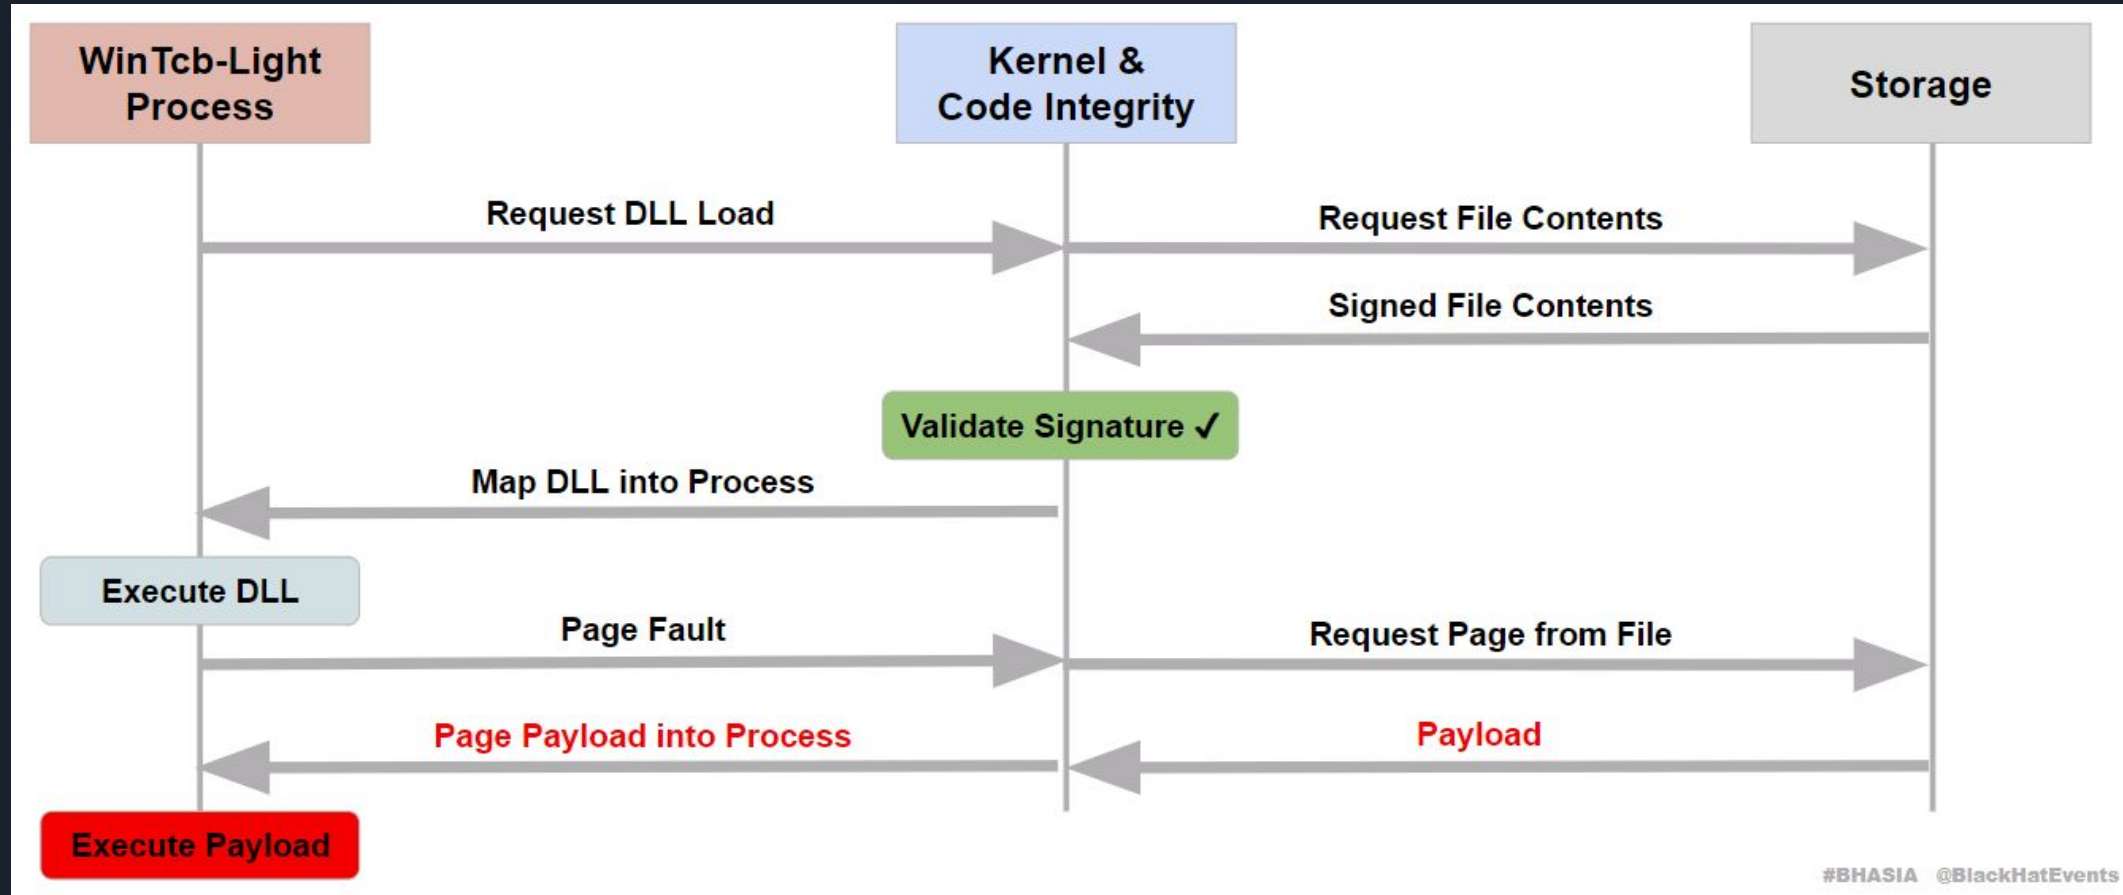 WinTcb-Light
Process
Kernel &
Code Integrity
Storage
Request DLL Load
Request File Contents
Signed File Contents
Validate Signature ✓
Map DLL into Process
Execute DLL
Page Fault
Request Page from File
Page Payload into Process
Payload
Execute Payload
#BHASIA @BlackHatEvents